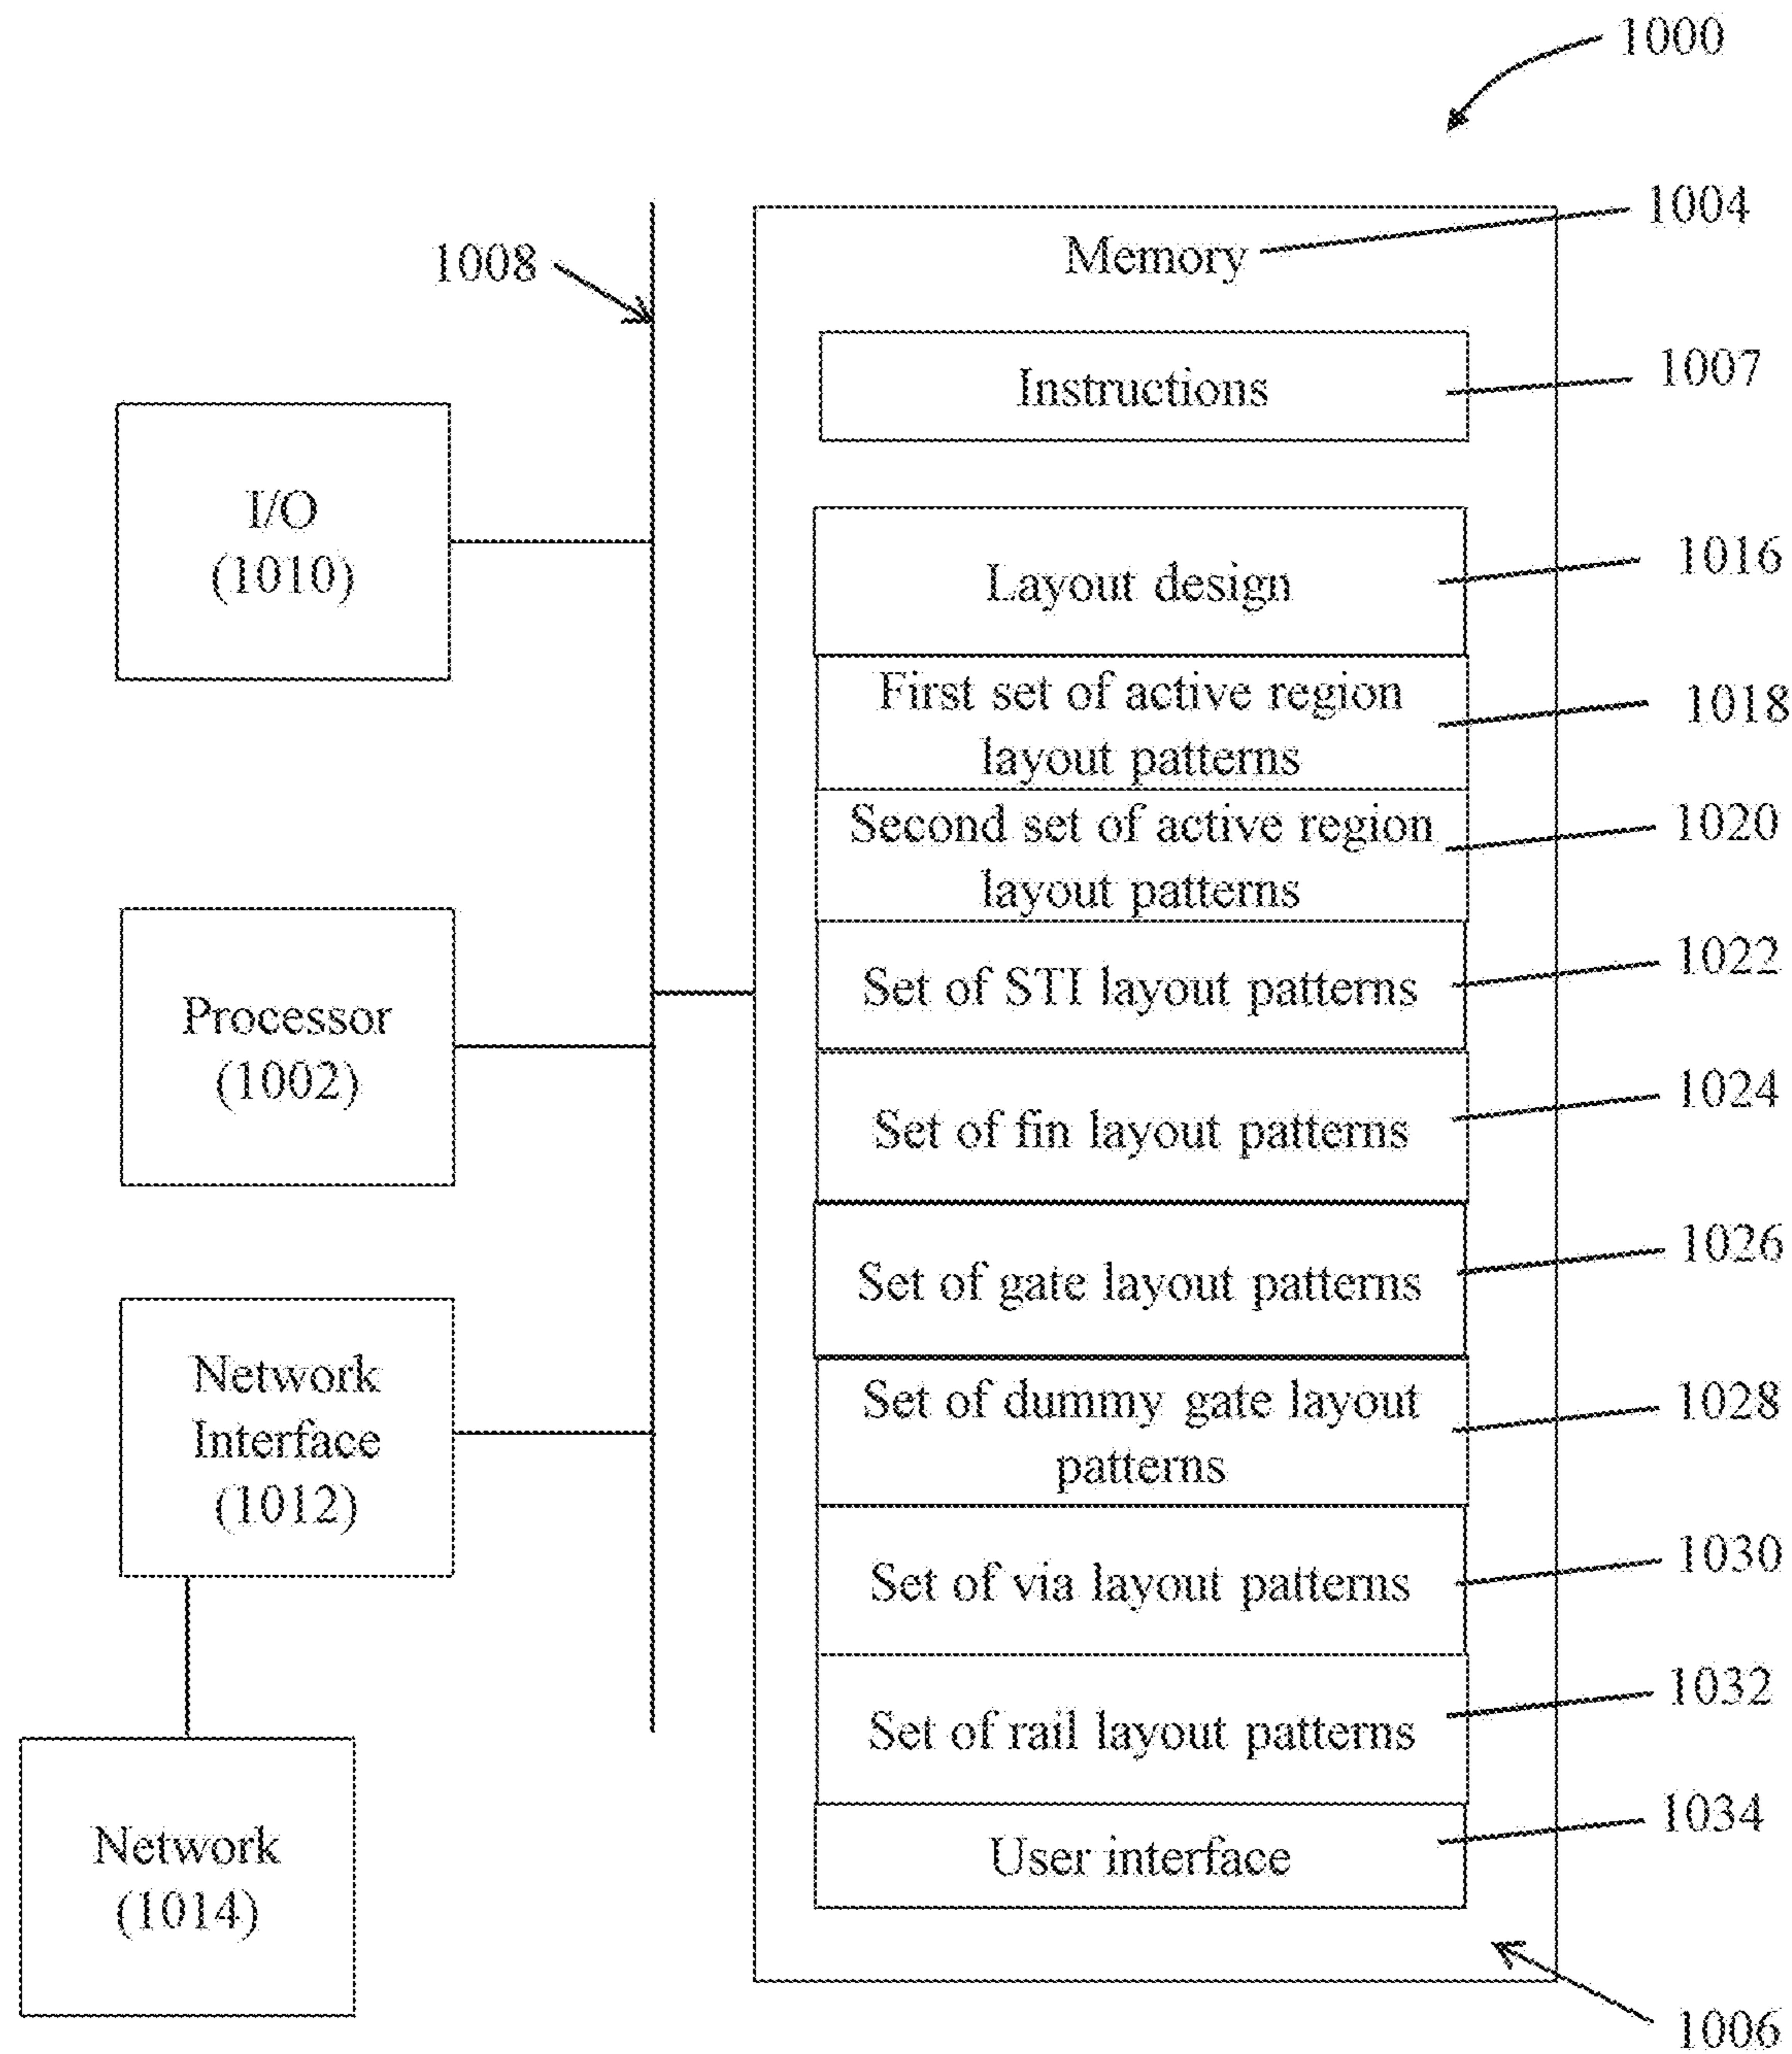 1000
1004
Memory
1008
Instructions
1007
I/O
(1010)
Layout design
1016
First set of active region
layout patterns
1018
Second set of active region
layout patterns
1020
Processor
(1002)
Set of STI layout patterns
1022
Set of fin layout patterns
1024
Set of gate layout patterns
1026
Network
Interface
(1012)
Set of dummy gate layout
patterns
1028
Set of via layout patterns
1030
Set of rail layout patterns
1032
User interface
1034
Network
(1014)
1006